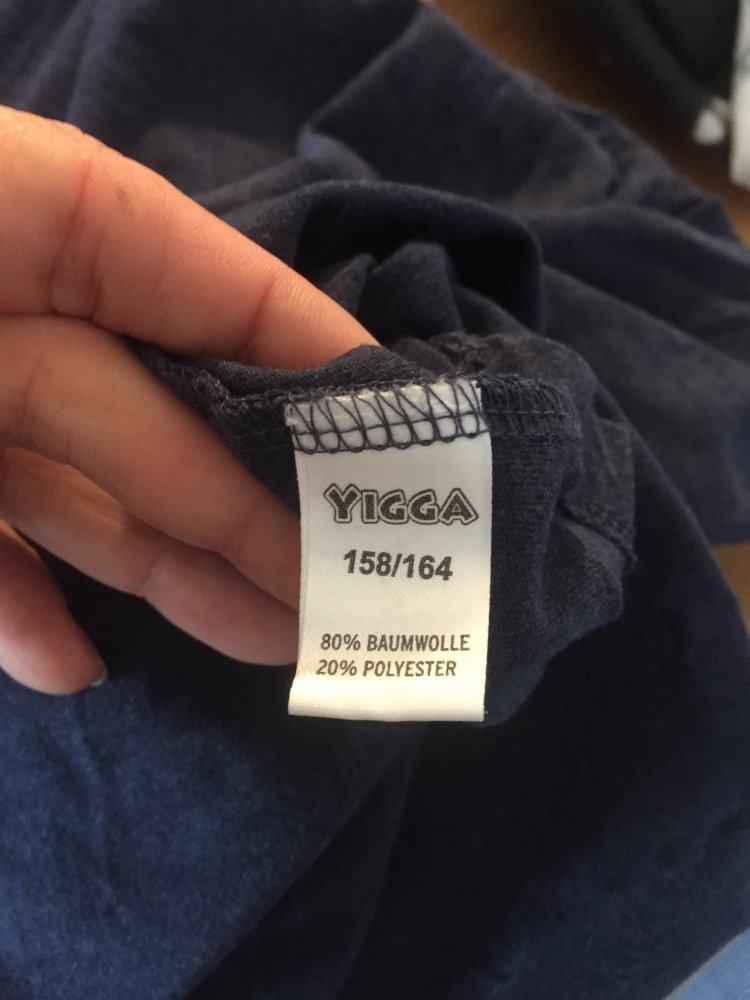 YIGGA
158/164
80% BAUMWOLLE
20% POLYESTER